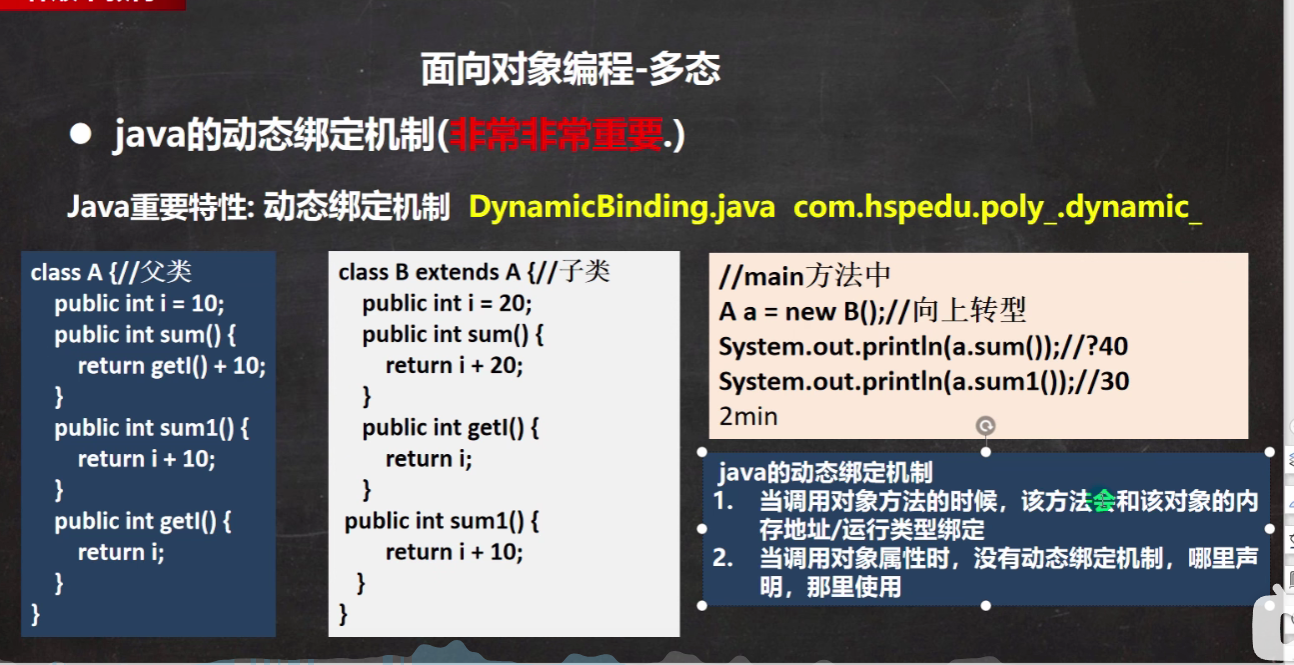 面向对象编程-多态
● java的动态绑定机制(非常非常重要.)
Java重要特性: 动态绑定机制 DynamicBinding.java com.hspedu.poly_.dynamic_
class A {//父类
public int i = 10;
public int sum() {
return getI() + 10;
}
public int sum1() {
return i + 10;
}
public int getI() {
return i;
}
}
class B extends A {//子类
public int i = 20;
public int sum() {
return i + 20;
}
public int getI() {
return i;
}
public int sum1() {
return i + 10;
}
}
//main方法中
A a = new B();//向上转型
System.out.println(a.sum());//?40
System.out.println(a.sum1());//30
2min
java的动态绑定机制
1. 当调用对象方法的时候，该方法会和该对象的内
存地址/运行类型绑定
2. 当调用对象属性时，没有动态绑定机制，哪里声
明，那里使用